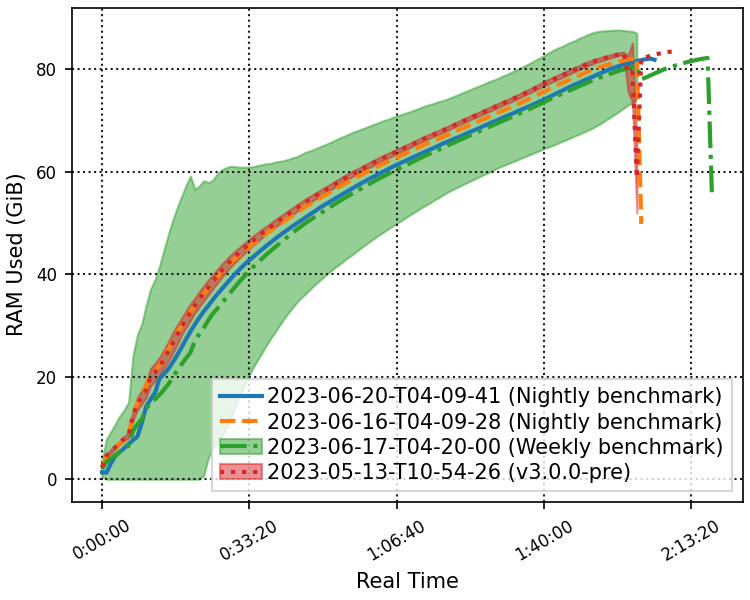 80
60
40
20
0
RAM Used (GiB)
2023-06-20-T04-09-41 (Nightly benchmark)
2023-06-16-T04-09-28 (Nightly benchmark)
2023-06-17-T04-20-00 (Weekly benchmark)
2023-05-13-T10-54-26 (v3.0.0-pre)
0:00:00
0:33:20
1:06:40
1:40:00
2:13:20
Real Time